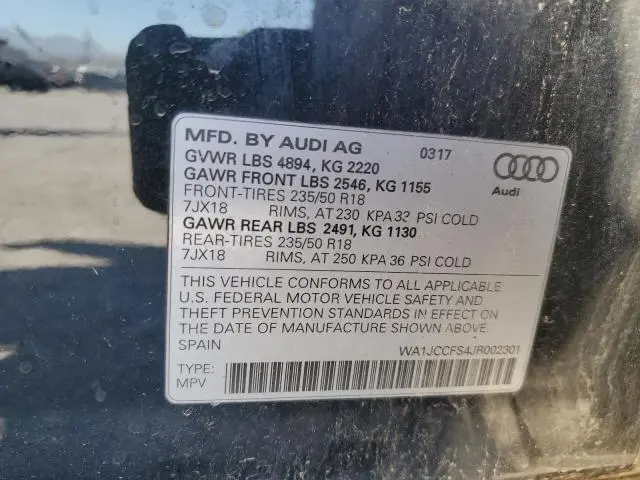 MFD. BY AUDI AG 0317
GVWR LBS 4894, KG 2220
GAWR FRONT LBS 2546, KG 1155
FRONT-TIRES 235/50 R18
7JX18 RIMS, AT 230 KPA 33 PSI COLD
GAWR REAR LBS 2491, KG 1130
REAR-TIRES 235/50 R18
7JX18 RIMS, AT 250 KPA 36 PSI COLD
Audi
THIS VEHICLE CONFORMS TO ALL APPLICABLE
U.S. FEDERAL MOTOR VEHICLE SAFETY AND
THEFT PREVENTION STANDARDS IN EFFECT ON
THE DATE OF MANUFACTURE SHOWN ABOVE.
SPAIN WA1JCCFS4JR002301
TYPE:
MPV